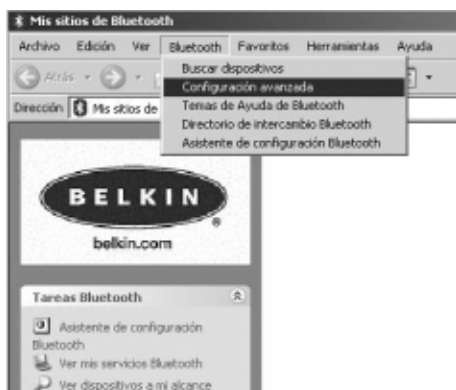 Mis sitios de Bluetooth
Archivo Edición Ver Bluetooth Favoritos Herramientas Ayuda
Atrás
Buscar dispositivos
Configuración avanzada
Temas de Ayuda de Bluetooth
Directorio de intercambio Bluetooth
Asistente de configuración Bluetooth
Dirección Mis sitios de
BELKIN
®
belkin.com
Tareas Bluetooth
Asistente de configuración
Bluetooth
Ver mis servicios Bluetooth
Ver dispositivos a mi alcance